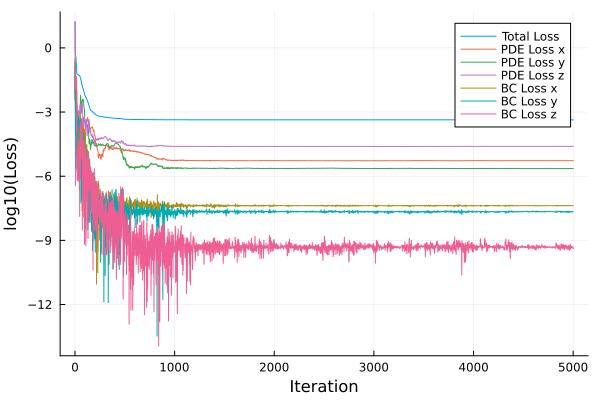 Total Loss
PDE Loss x
PDE Loss y
PDE Loss z
BC Loss x
BC Loss y
BC Loss z
0
−3
−6
−9
−12
log10(Loss)
0 1000 2000 3000 4000 5000
Iteration